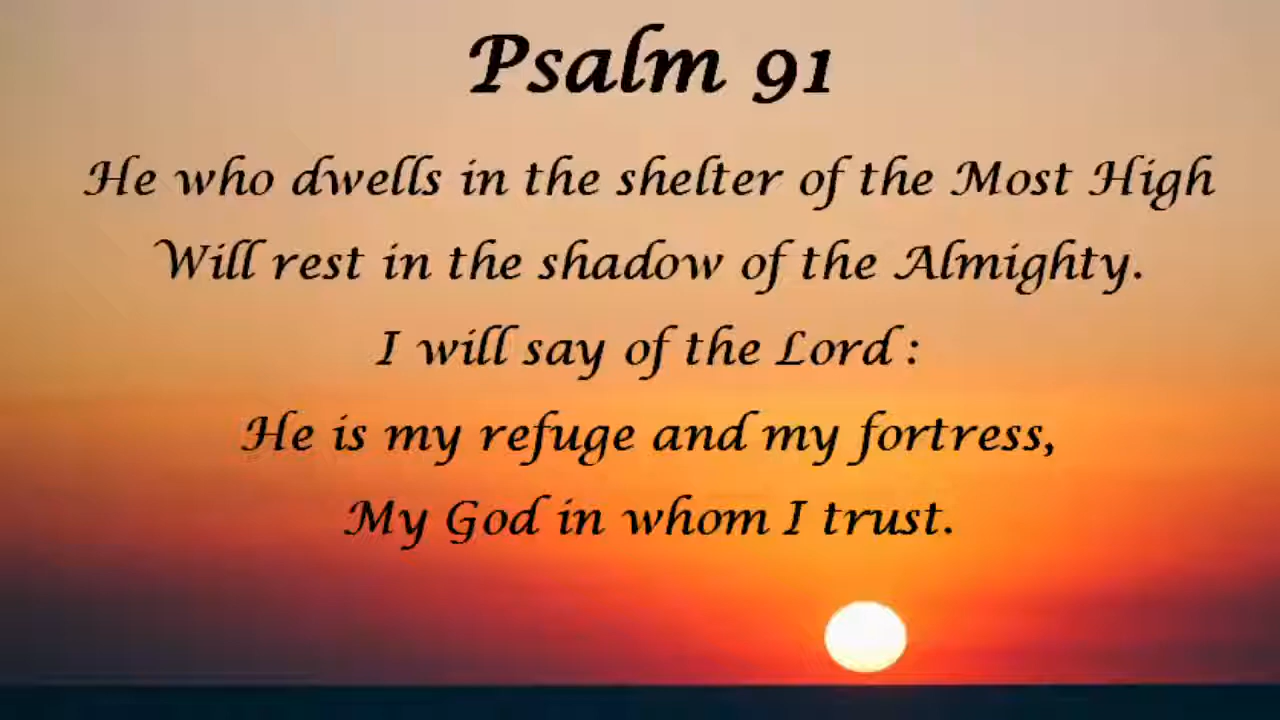 Psalm 91
He who dwells in the shelter of the Most High
Will rest in the shadow of the Almighty.
I will say of the Lord :
He is my refuge and my fortress,
My God in whom I trust.